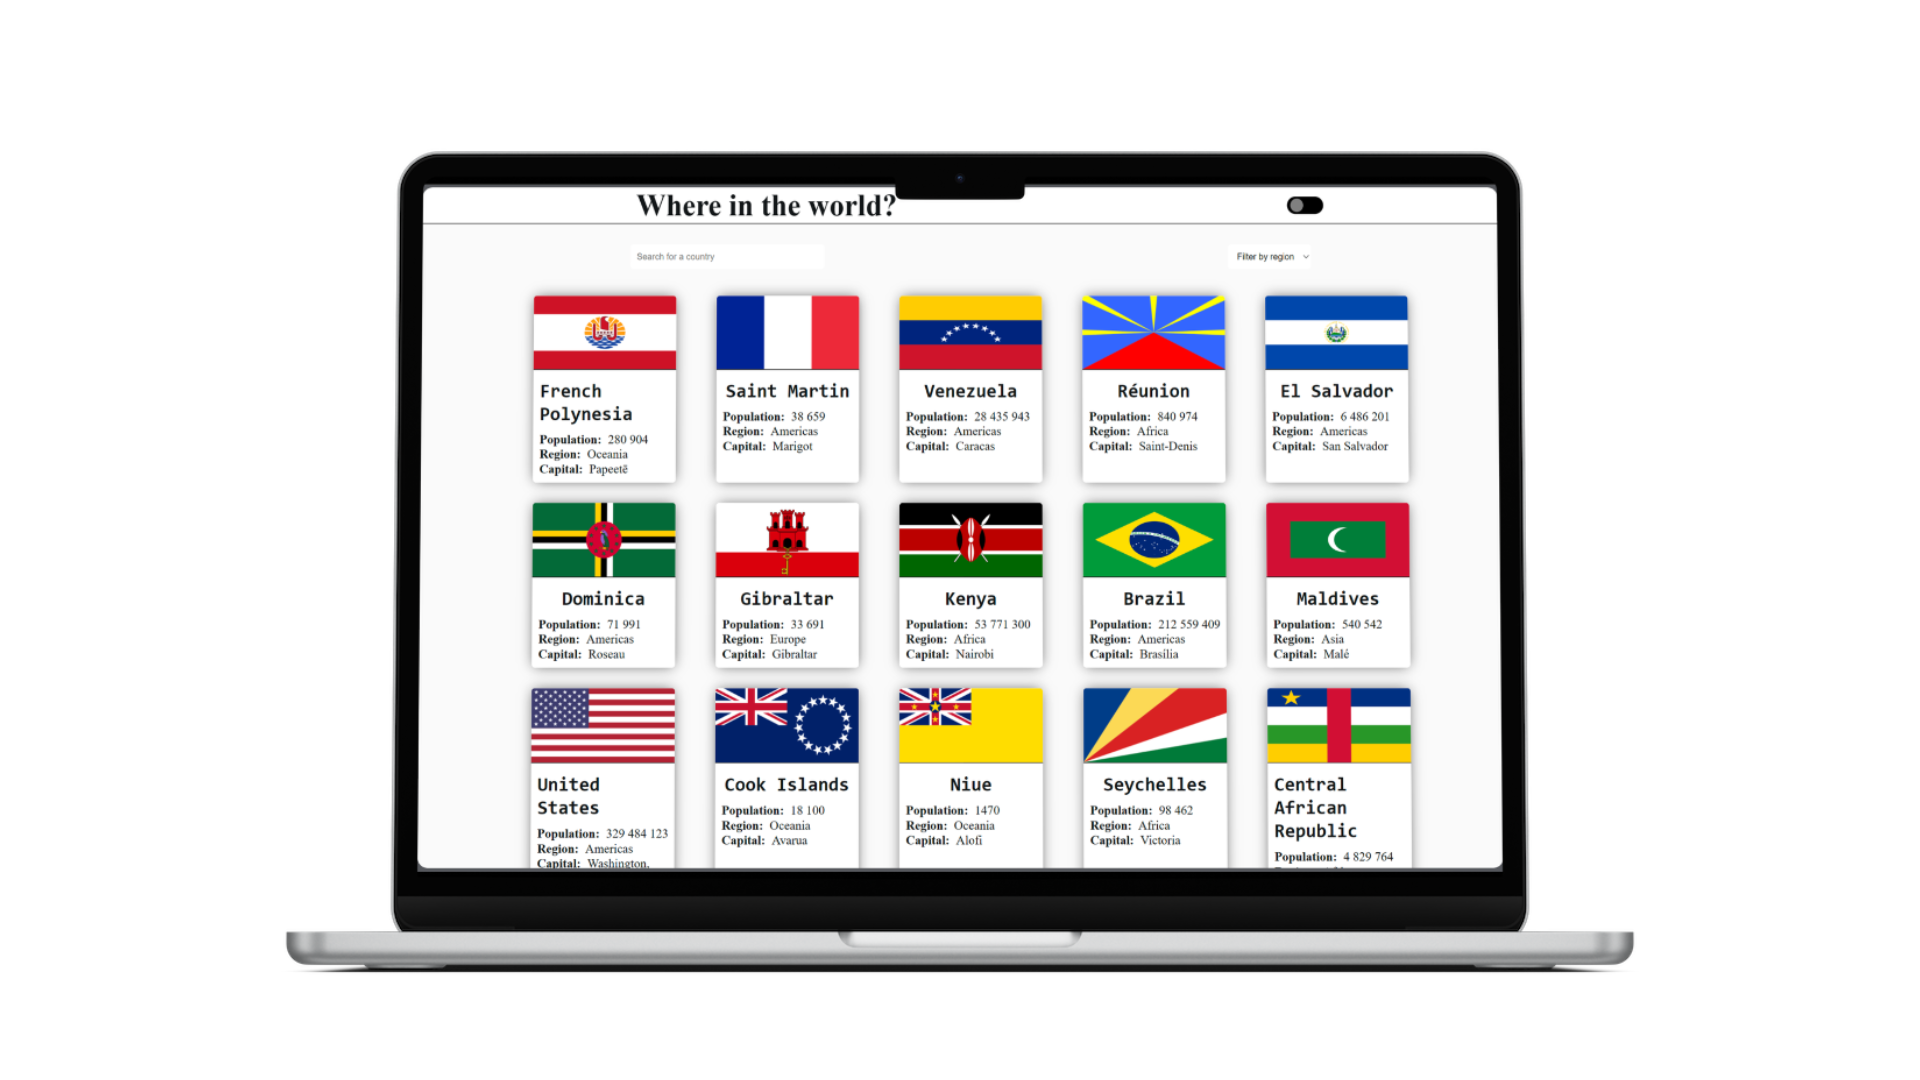 Where in the world?
Search for a country
Filter by region
French
Polynesia
Population: 280 904
Region: Oceania
Capital: Papeetē
Saint Martin
Population: 38 659
Region: Americas
Capital: Marigot
Venezuela
Population: 28 435 943
Region: Americas
Capital: Caracas
Réunion
Population: 840 974
Region: Africa
Capital: Saint-Denis
El Salvador
Population: 6 486 201
Region: Americas
Capital: San Salvador
Dominica
Population: 71 991
Region: Americas
Capital: Roseau
Gibraltar
Population: 33 691
Region: Europe
Capital: Gibraltar
Kenya
Population: 53 771 300
Region: Africa
Capital: Nairobi
Brazil
Population: 212 559 409
Region: Americas
Capital: Brasília
Maldives
Population: 540 542
Region: Asia
Capital: Malé
United
States
Population: 329 484 123
Region: Americas
Capital: Washington,
Cook Islands
Population: 18 100
Region: Oceania
Capital: Avarua
Niue
Population: 1470
Region: Oceania
Capital: Alofi
Seychelles
Population: 98 462
Region: Africa
Capital: Victoria
Central
African
Republic
Population: 4 829 764